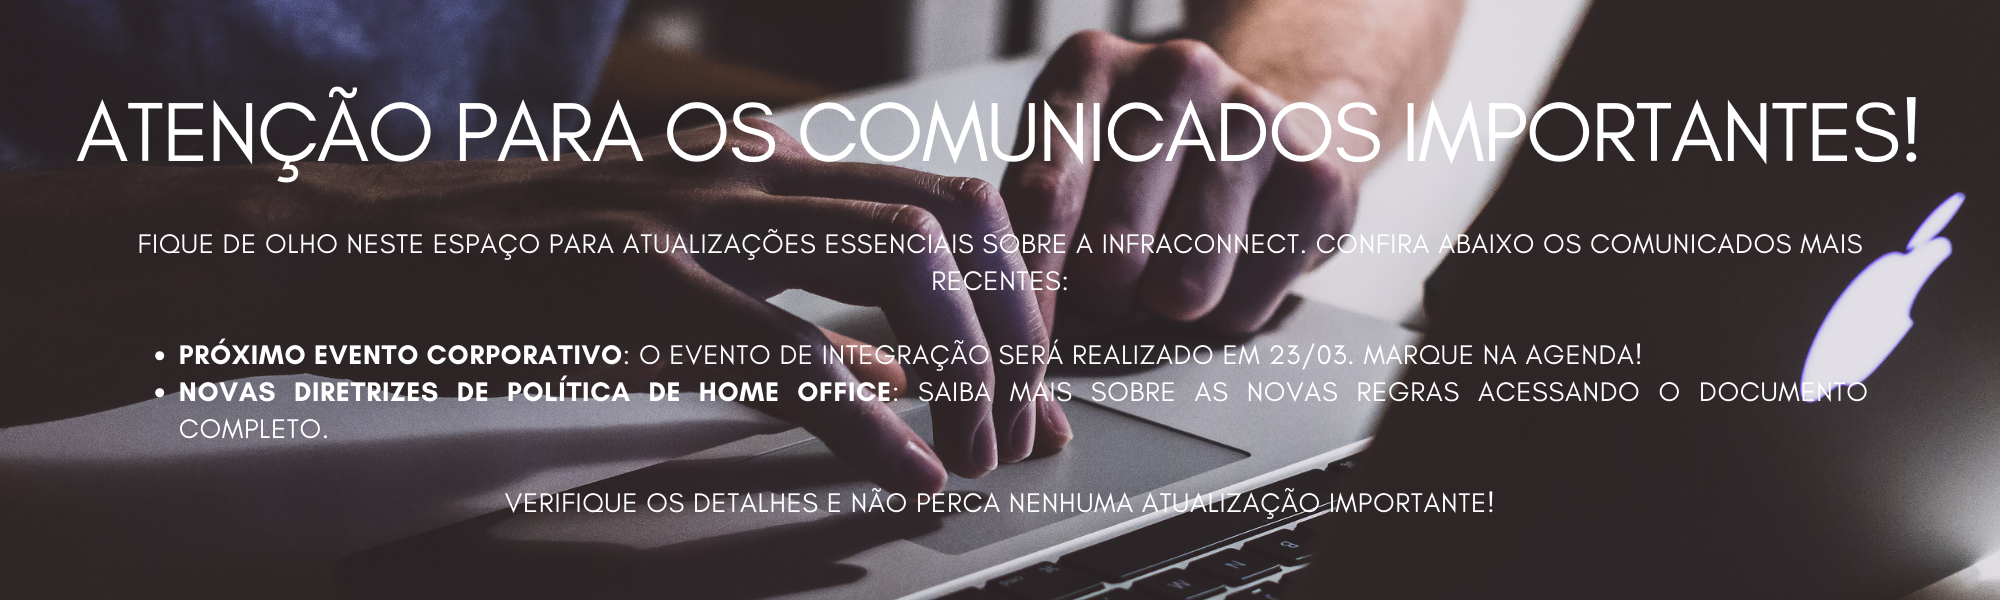 ATENÇÃO PARA OS COMUNICADOS IMPORTANTES!
FIQUE DE OLHO NESTE ESPAÇO PARA ATUALIZAÇÕES ESSENCIAIS SOBRE A INFRACONNECT. CONFIRA ABAIXO OS COMUNICADOS MAIS
RECENTES:
• PRÓXIMO EVENTO CORPORATIVO: O EVENTO DE INTEGRAÇÃO SERÁ REALIZADO EM 23/03. MARQUE NA AGENDA!
• NOVAS DIRETRIZES DE POLÍTICA DE HOME OFFICE: SAIBA MAIS SOBRE AS NOVAS REGRAS ACESSANDO O DOCUMENTO
COMPLETO.
VERIFIQUE OS DETALHES E NÃO PERCA NENHUMA ATUALIZAÇÃO IMPORTANTE!